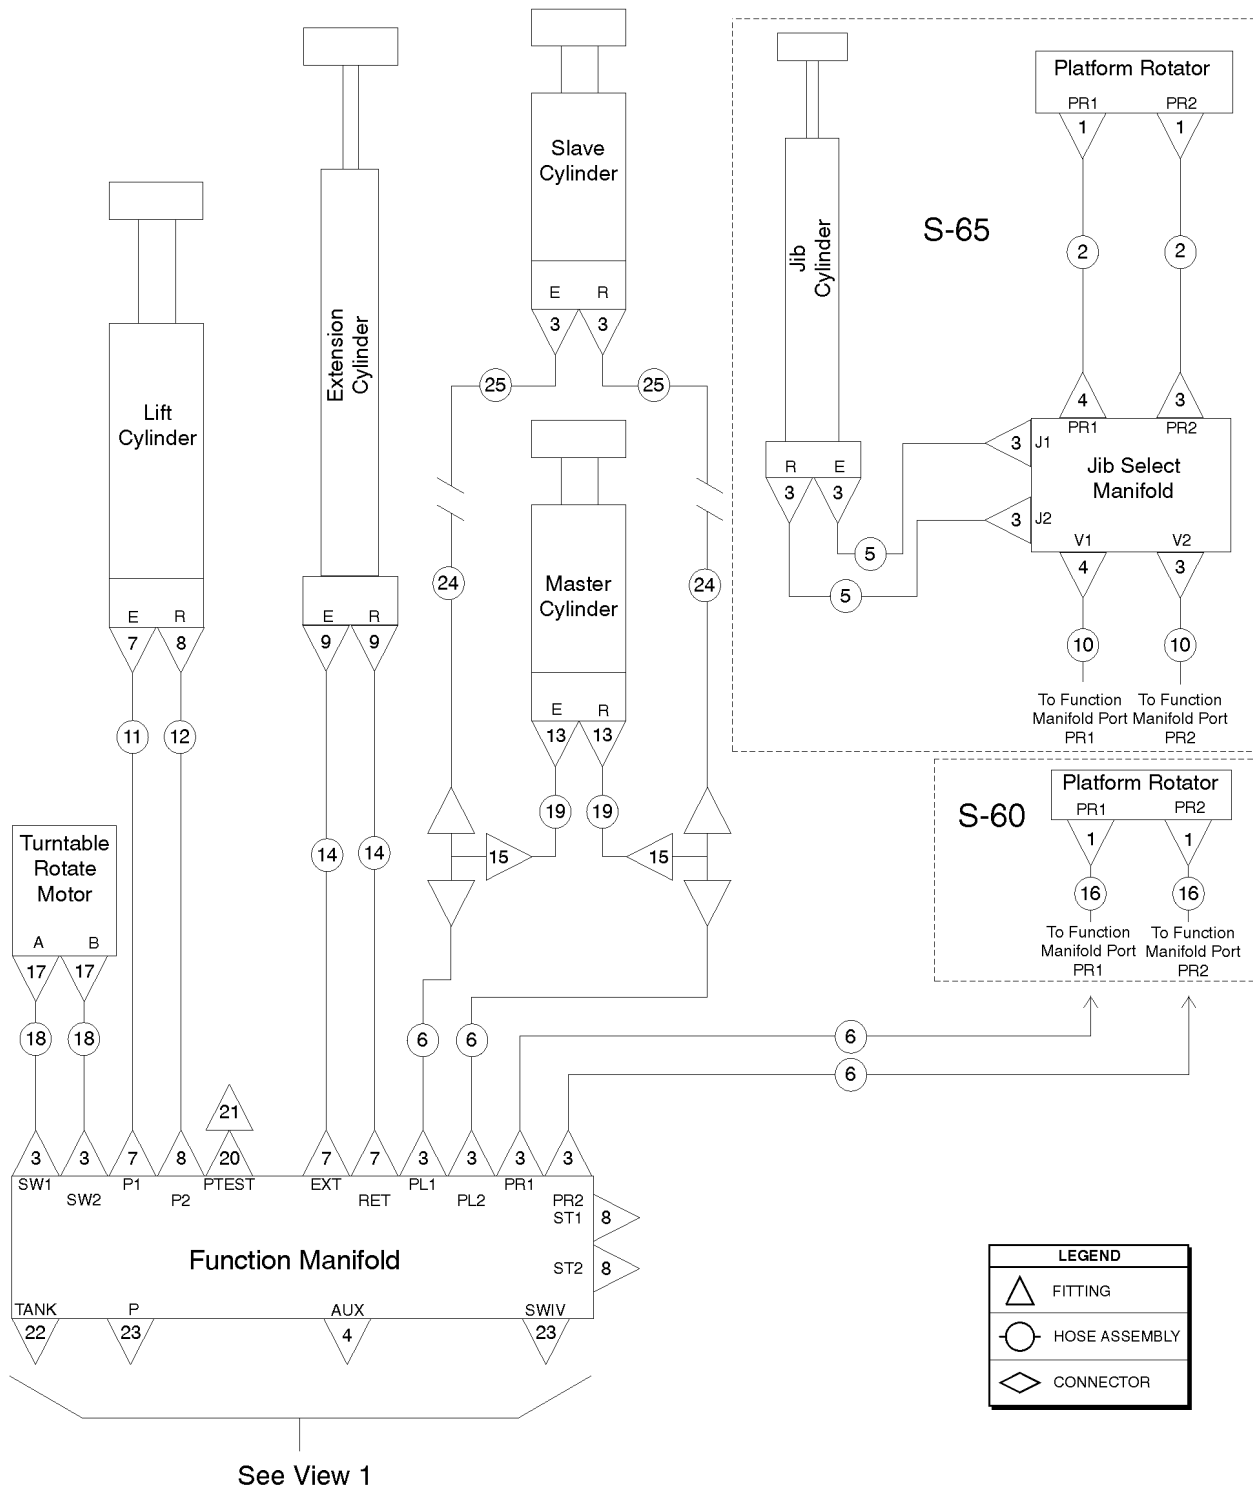 Slave
Cylinder
E R
3 3
25 25
Extension
Cylinder
E R
9 9
14 14
Lift
Cylinder
E R
7 8
11 12
24 24
Master
Cylinder
E R
13 13
19 19
15 15
Turntable
Rotate
Motor
A B
17 17
18 18
6 6
6
6
S-65
Jib
Cylinder
R E
3 3
5
5
Platform Rotator
PR1 PR2
1 1
2 2
4 3
PR1 PR2
3 J1
Jib Select
Manifold
3 J2
V1 V2
4 3
10 10
To Function
Manifold Port
PR1
To Function
Manifold Port
PR2
S-60
Platform Rotator
PR1 PR2
1 1
16 16
To Function
Manifold Port
PR1
To Function
Manifold Port
PR2
21
3 3 7 8 20 7 7 3 3 3 3
SW1 SW2 P1 P2 PTEST EXT RET PL1 PL2 PR1 PR2
ST1 8
Function Manifold
ST2 8
TANK P AUX SWIV
22 23 4 23
See View 1
LEGEND
FITTING
HOSE ASSEMBLY
CONNECTOR